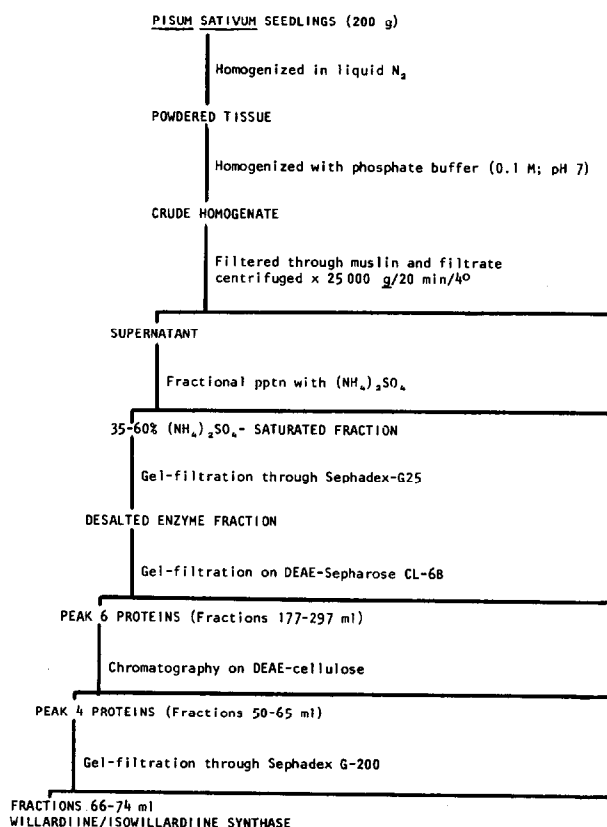 PISUM SATIVUM SEEDLINGS (200 g)
Homogenized in liquid N₂
POWDERED TISSUE
Homogenized with phosphate buffer (0.1 M; pH 7)
CRUDE HOMOGENATE
Filtered through muslin and filtrate
centrifuged x 25 000 g/20 min/4º
SUPERNATANT
Fractional pptn with (NH₄)₂SO₄
35-60% (NH₄)₂SO₄- SATURATED FRACTION
Gel-filtration through Sephadex-G25
DESALTED ENZYME FRACTION
Gel-filtration on DEAE-Sepharose CL-6B
PEAK 6 PROTEINS (Fractions 177-297 ml)
Chromatography on DEAE-cellulose
PEAK 4 PROTEINS (Fractions 50-65 ml)
Gel-filtration through Sephadex G-200
FRACTIONS 66-74 ml
WILLARDIINE/ISOWILLARDIINE SYNTHASE